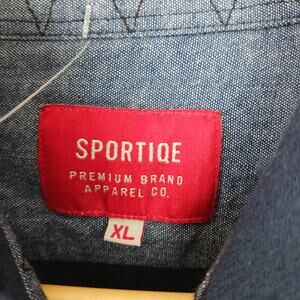 SPORTIQE
PREMIUM BRAND
APPAREL CO.
XL